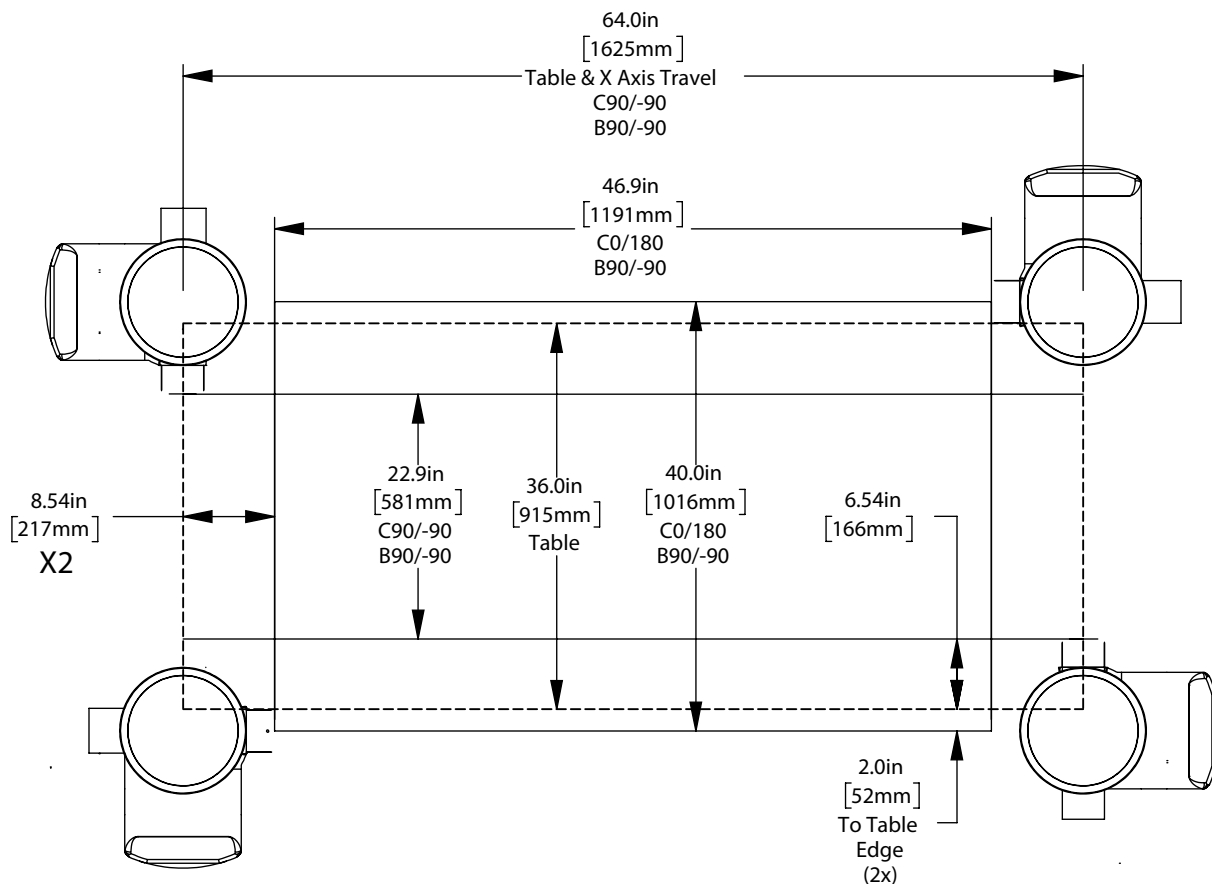 64.0in
[1625mm]
Table & X Axis Travel
C90/-90
B90/-90
46.9in
[1191mm]
C0/180
B90/-90
8.54in
[217mm]
X2
22.9in
[581mm]
C90/-90
B90/-90
36.0in
[915mm]
Table
40.0in
[1016mm]
C0/180
B90/-90
6.54in
[166mm]
2.0in
[52mm]
To Table
Edge
(2x)